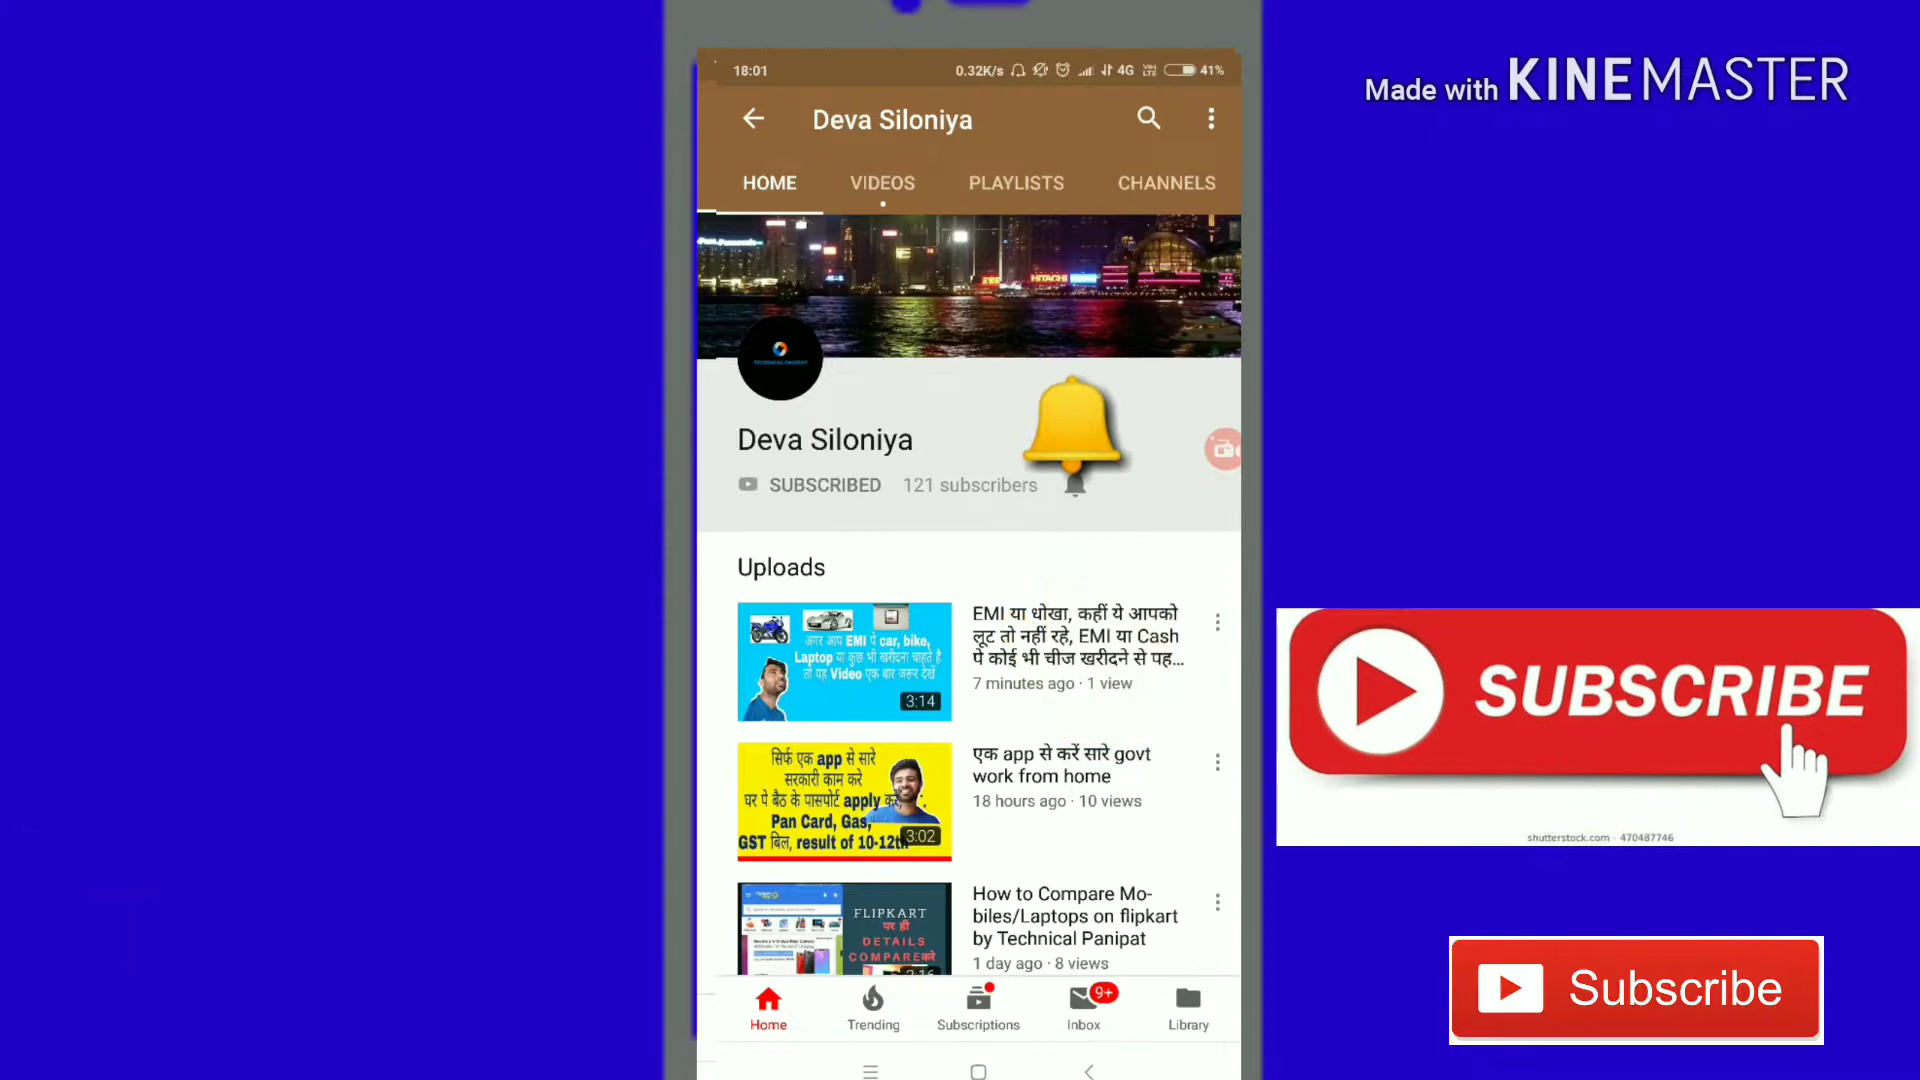 Made with KINEMASTER
18:01 0.32K/s 4G 41%
Deva Siloniya
HOME VIDEOS PLAYLISTS CHANNELS
HITACHI
TECHNICAL PANIPAT
Deva Siloniya
SUBSCRIBED 121 subscribers
Uploads
अगर आप EMI पे car, bike,
Laptop या कुछ भी खरीदना चाहते है
तो यह Video एक बार जरूर देखें
3:14
EMI या धोखा, कहीं ये आपको
लूट तो नहीं रहे, EMI या Cash
पे कोई भी चीज खरीदने से पह...
7 minutes ago · 1 view
सिर्फ एक app से सारे
सरकारी काम करे
घर पे बैठ के पासपोर्ट apply करें,
Pan Card, Gas,
GST बिल, result of 10-12th
3:02
एक app से करें सारे govt
work from home
18 hours ago · 10 views
FLIPKART
पर ही
DETAILS
COMPARE करे
How to Compare Mo-
biles/Laptops on flipkart
by Technical Panipat
1 day ago · 8 views
Home Trending Subscriptions Inbox 9+ Library
SUBSCRIBE
shutterstock.com · 470487746
Subscribe